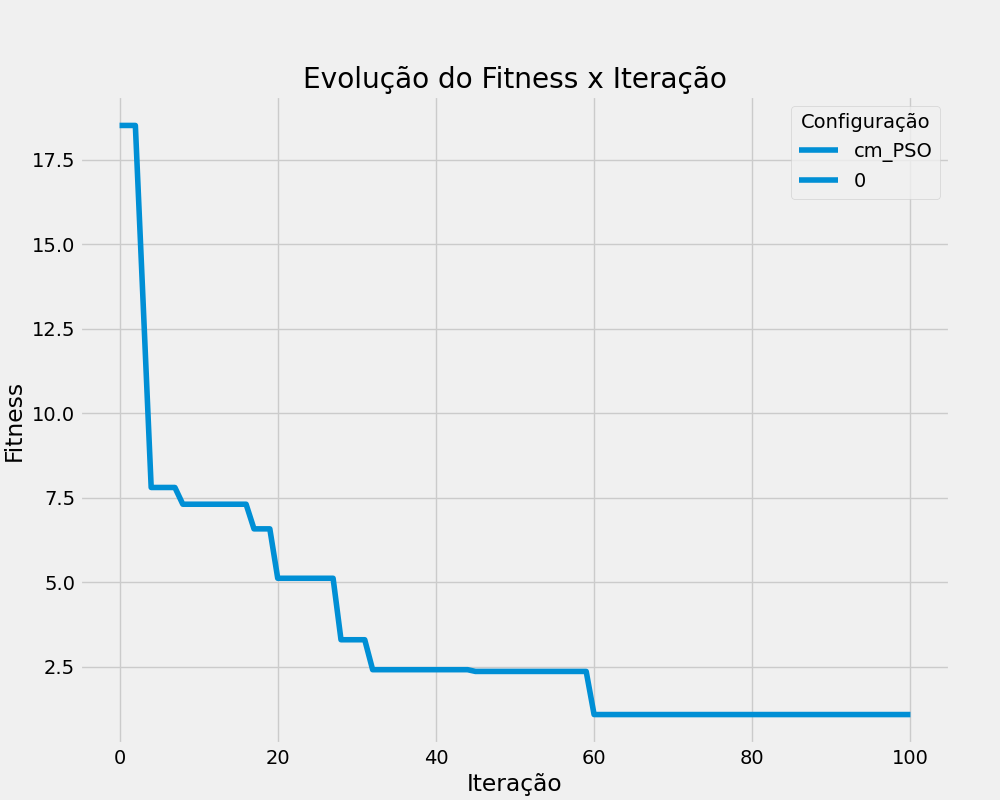 Evolução do Fitness x Iteração
Configuração
cm_PSO
0
17.5
15.0
12.5
10.0
7.5
5.0
2.5
Fitness
0 20 40 60 80 100
Iteração